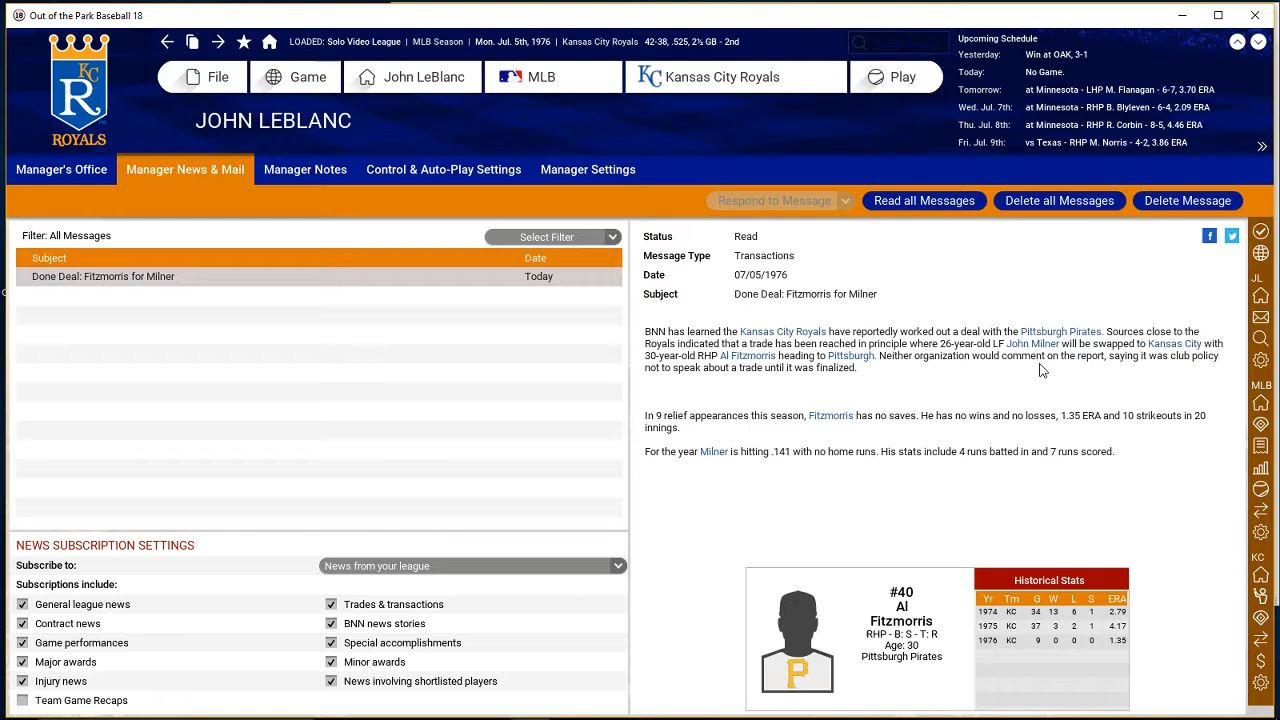 Out of the Park Baseball 18
LOADED: Solo Video League | MLB Season | Mon. Jul. 5th, 1976 | Kansas City Royals 42-38, .525, 2½ GB - 2nd
File
Game
John LeBlanc
MLB
Kansas City Royals
Play
KC
R
ROYALS
JOHN LEBLANC
Upcoming Schedule
Yesterday: Win at OAK, 3-1
Today: No Game.
Tomorrow: at Minnesota - LHP M. Flanagan - 6-7, 3.70 ERA
Wed. Jul. 7th: at Minnesota - RHP B. Blyleven - 6-4, 2.09 ERA
Thu. Jul. 8th: at Minnesota - RHP R. Corbin - 8-5, 4.46 ERA
Fri. Jul. 9th: vs Texas - RHP M. Norris - 4-2, 3.86 ERA
Manager's Office
Manager News & Mail
Manager Notes
Control & Auto-Play Settings
Manager Settings
Respond to Message
Read all Messages
Delete all Messages
Delete Message
Filter: All Messages
Select Filter
Subject Date
Done Deal: Fitzmorris for Milner Today
Status Read
Message Type Transactions
Date 07/05/1976
Subject Done Deal: Fitzmorris for Milner
BNN has learned the Kansas City Royals have reportedly worked out a deal with the Pittsburgh Pirates. Sources close to the
Royals indicated that a trade has been reached in principle where 26-year-old LF John Milner will be swapped to Kansas City with
30-year-old RHP Al Fitzmorris heading to Pittsburgh. Neither organization would comment on the report, saying it was club policy
not to speak about a trade until it was finalized.
In 9 relief appearances this season, Fitzmorris has no saves. He has no wins and no losses, 1.35 ERA and 10 strikeouts in 20
innings.
For the year Milner is hitting .141 with no home runs. His stats include 4 runs batted in and 7 runs scored.
NEWS SUBSCRIPTION SETTINGS
Subscribe to: News from your league
Subscriptions include:
General league news
Trades & transactions
Contract news
BNN news stories
Game performances
Special accomplishments
Major awards
Minor awards
Injury news
News involving shortlisted players
Team Game Recaps
#40
Al
Fitzmorris
RHP - B: S - T: R
Age: 30
Pittsburgh Pirates
P
Historical Stats
Yr Tm G W L S ERA
1974 KC 34 13 6 1 2.79
1975 KC 37 3 2 1 4.17
1976 KC 9 0 0 0 1.35
JL
MLB
KC